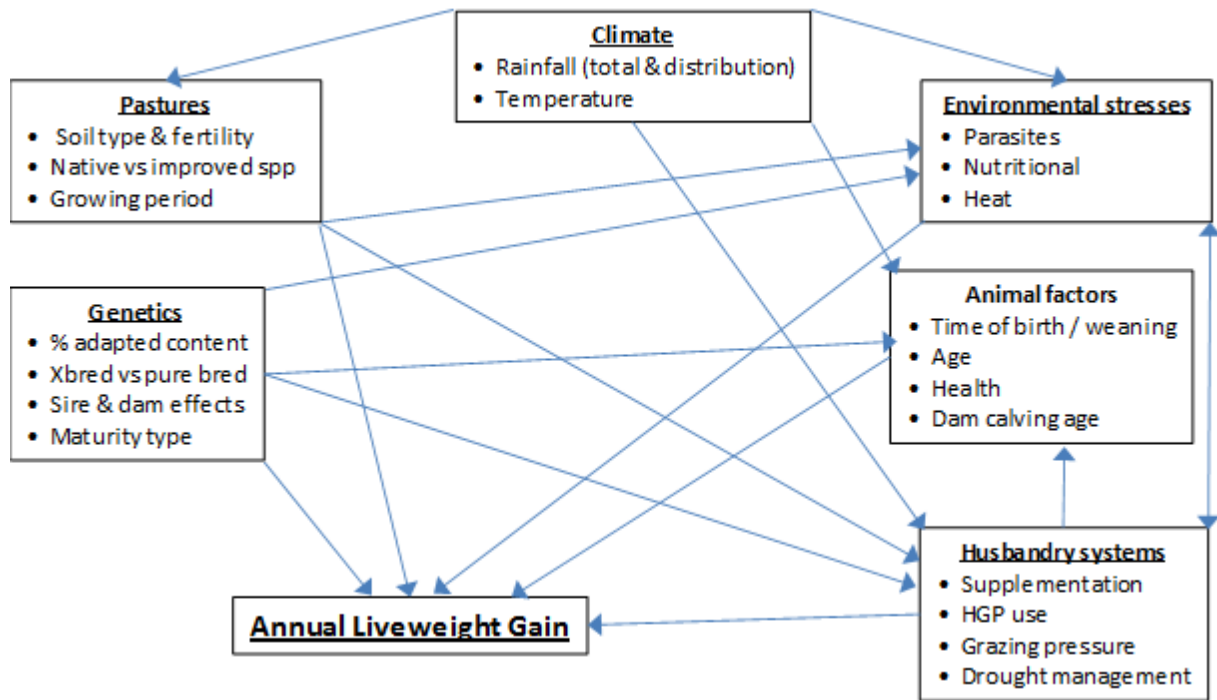 Climate
• Rainfall (total & distribution)
• Temperature
Pastures
• Soil type & fertility
• Native vs improved spp
• Growing period
Environmental stresses
• Parasites
• Nutritional
• Heat
Genetics
• % adapted content
• Xbred vs pure bred
• Sire & dam effects
• Maturity type
Animal factors
• Time of birth / weaning
• Age
• Health
• Dam calving age
Annual Liveweight Gain
Husbandry systems
• Supplementation
• HGP use
• Grazing pressure
• Drought management